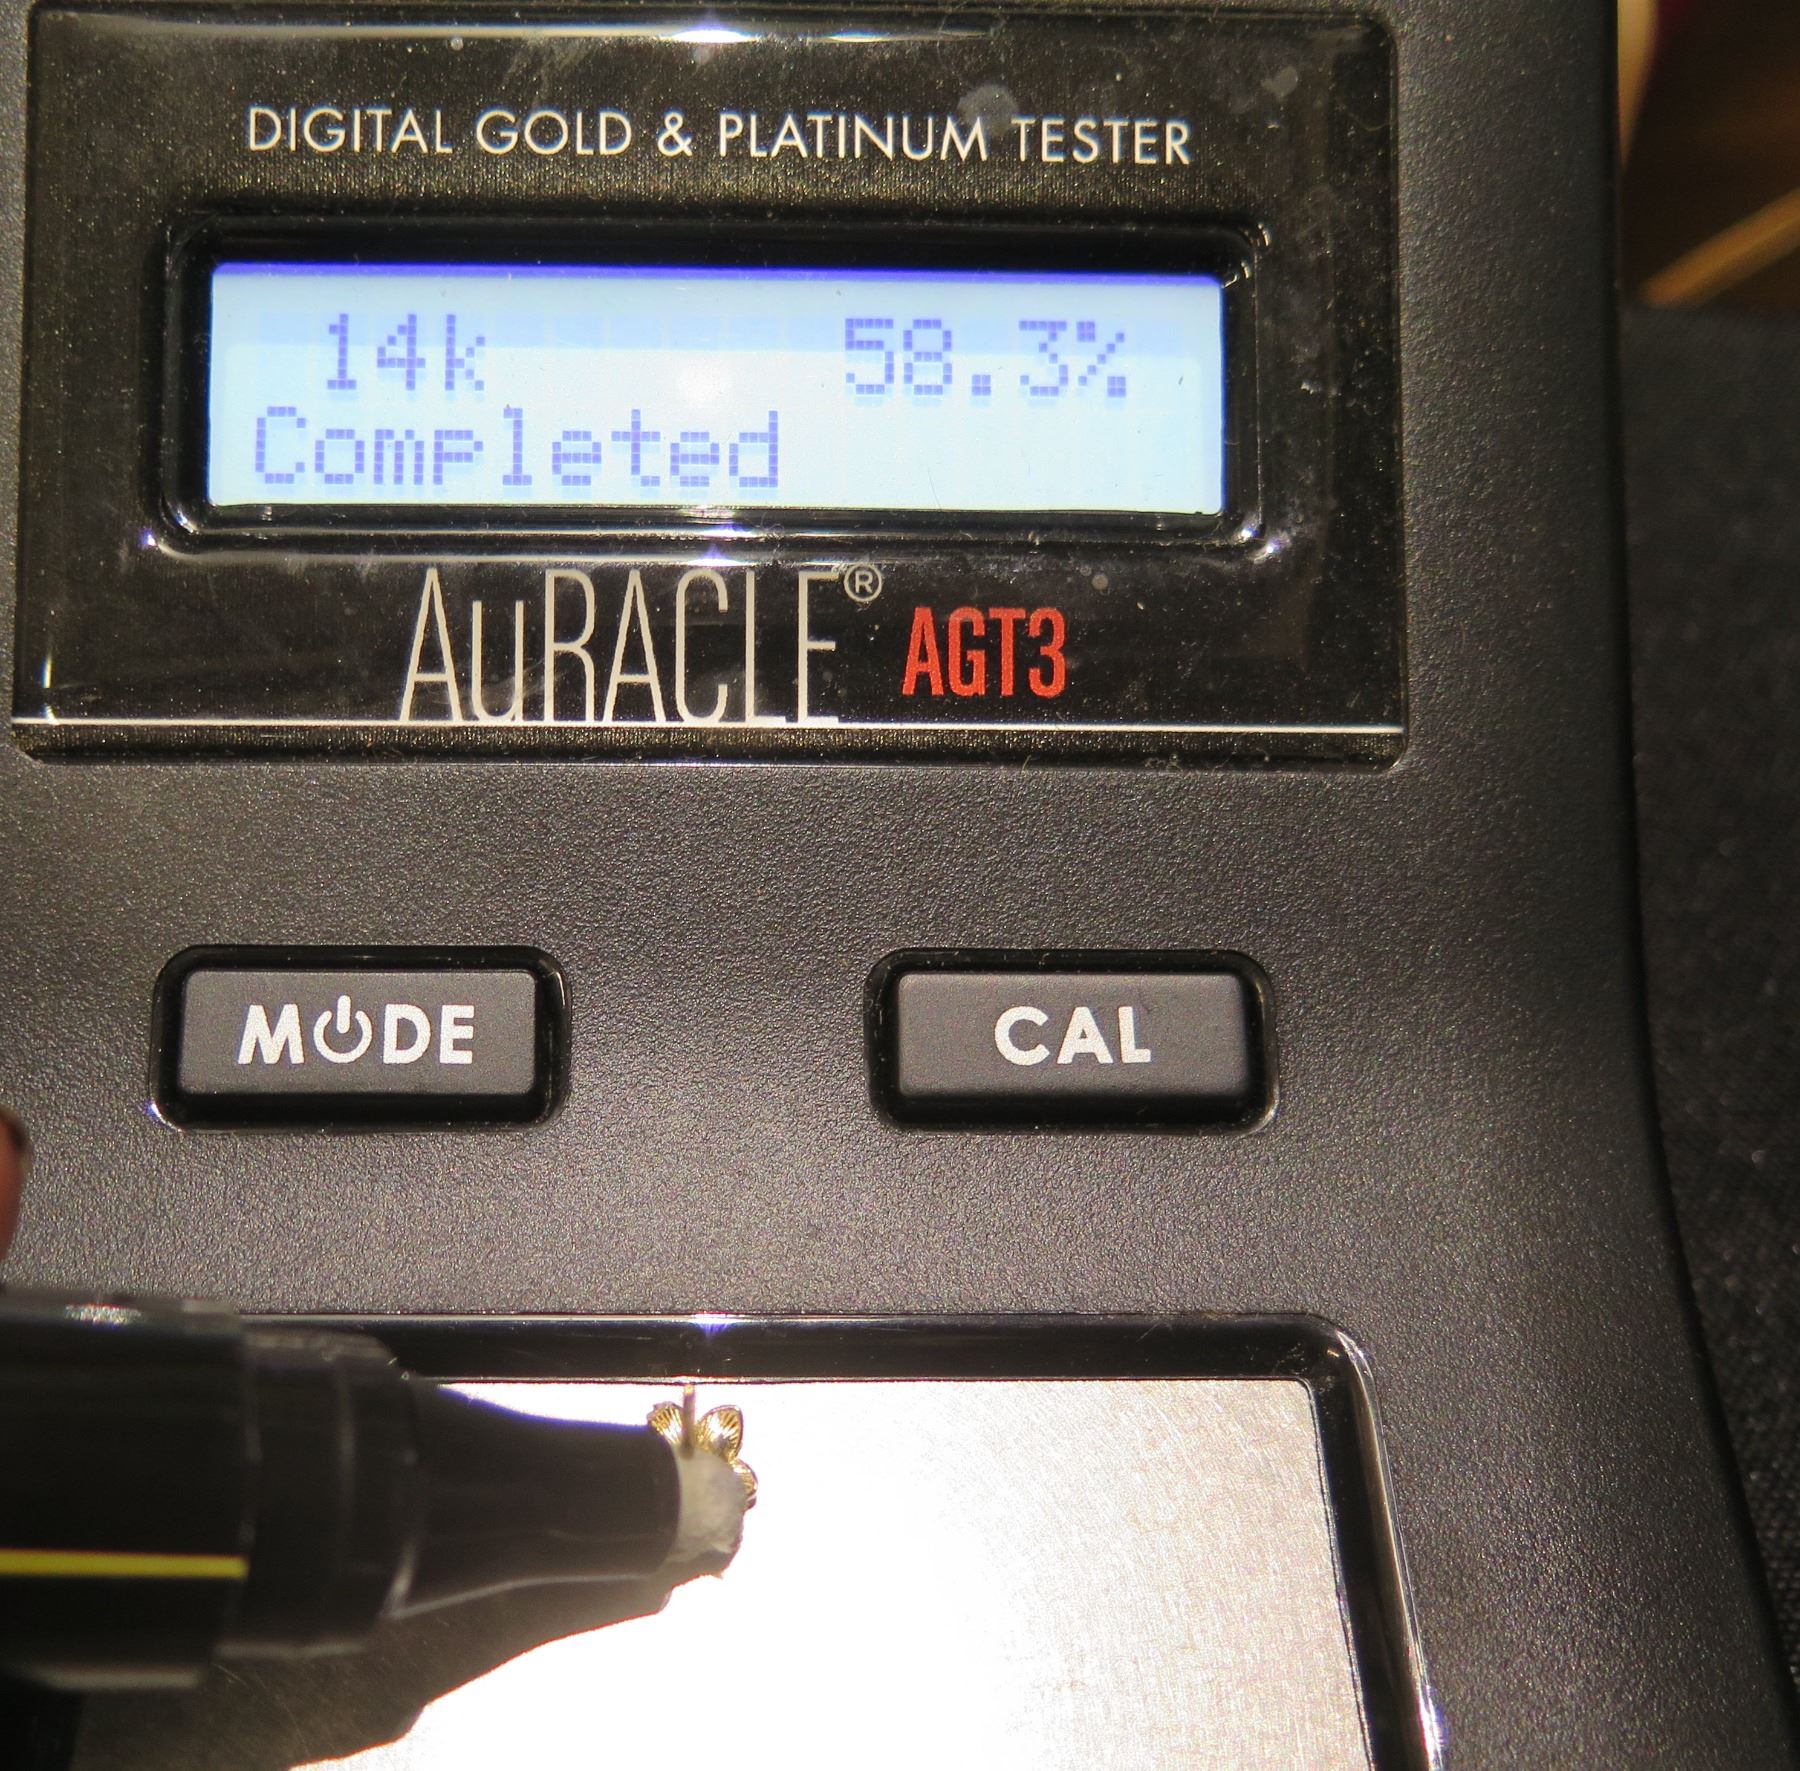 DIGITAL GOLD & PLATINUM TESTER
14k 58.3%
Completed
AuRACLE® AGT3
MODE CAL